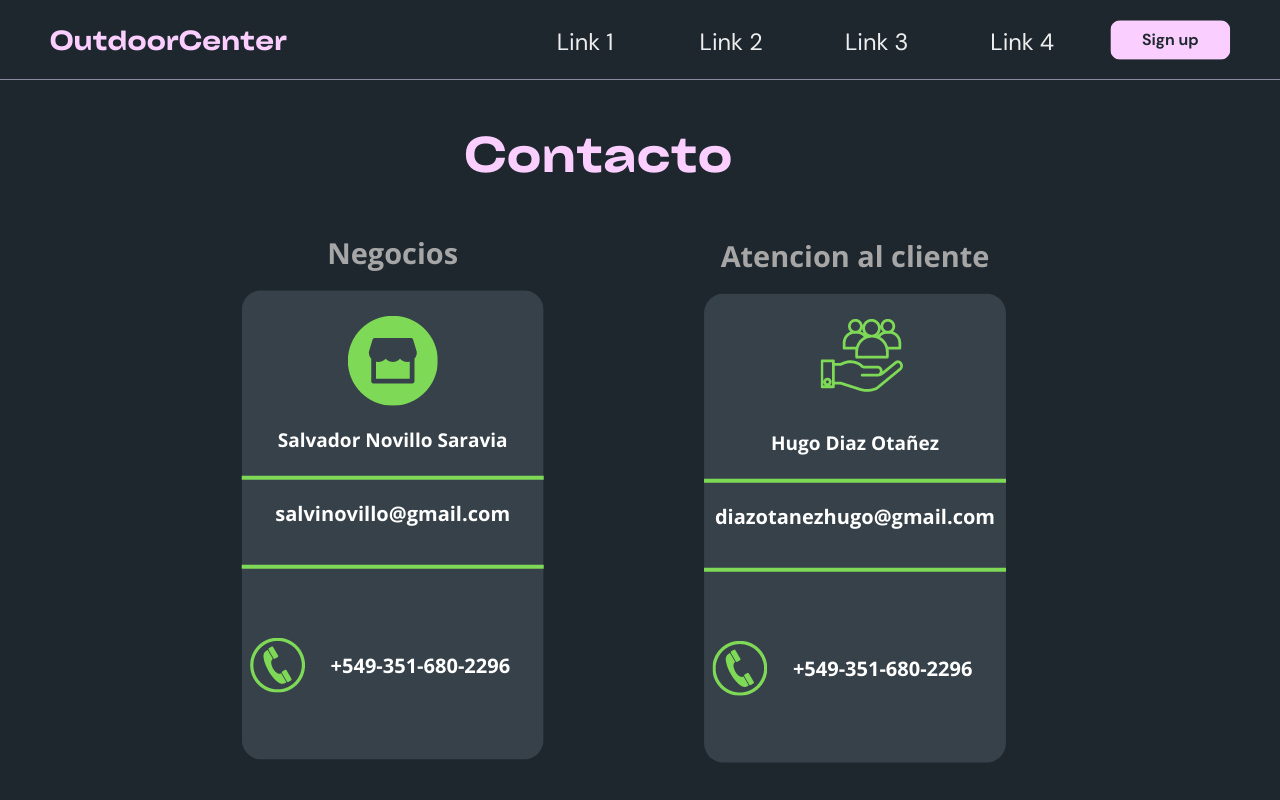 OutdoorCenter
Link 1
Link 2
Link 3
Link 4
Sign up
Contacto
Negocios
Salvador Novillo Saravia
salvinovillo@gmail.com
+549-351-680-2296
Atencion al cliente
Hugo Diaz Otañez
diazotanezhugo@gmail.com
+549-351-680-2296